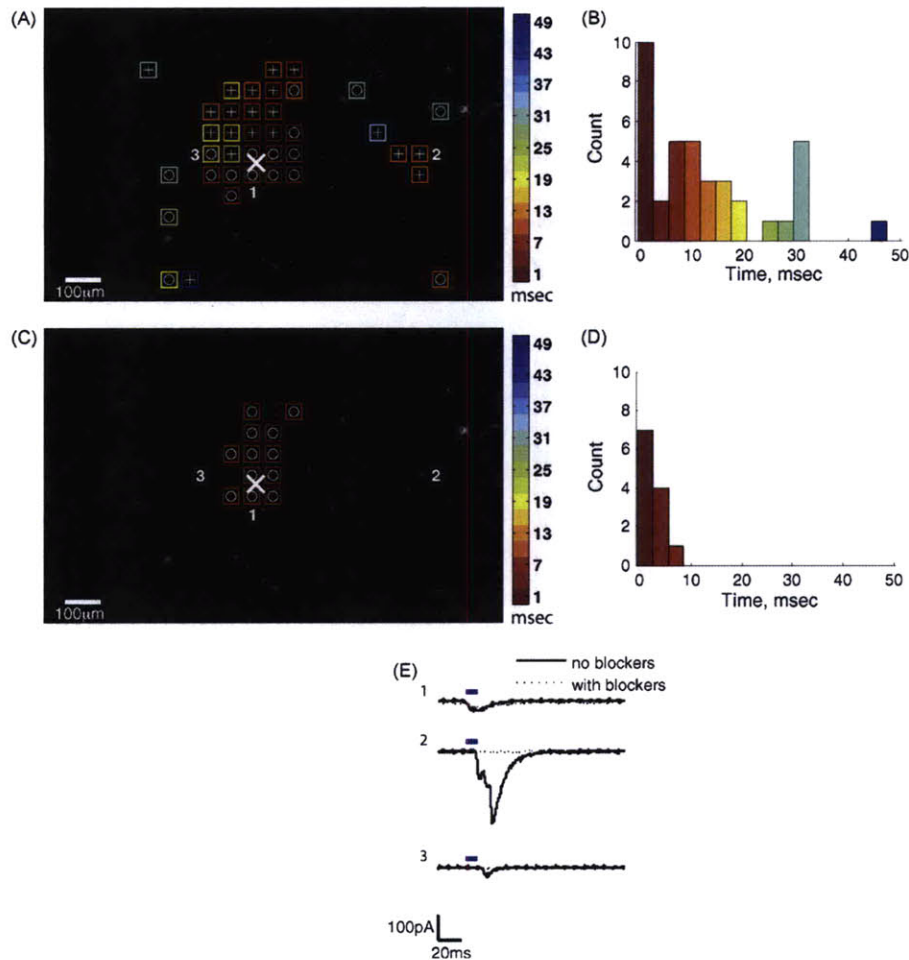 (A)
3
2
1
100μm
49
43
37
31
25
19
13
7
1
msec
(B)
10
8
6
4
2
0
Count
0 10 20 30 40 50
Time, msec
(C)
3
2
1
100μm
49
43
37
31
25
19
13
7
1
msec
(D)
10
8
6
4
2
0
Count
0 10 20 30 40 50
Time, msec
(E)
no blockers
with blockers
1
2
3
100pA
20ms